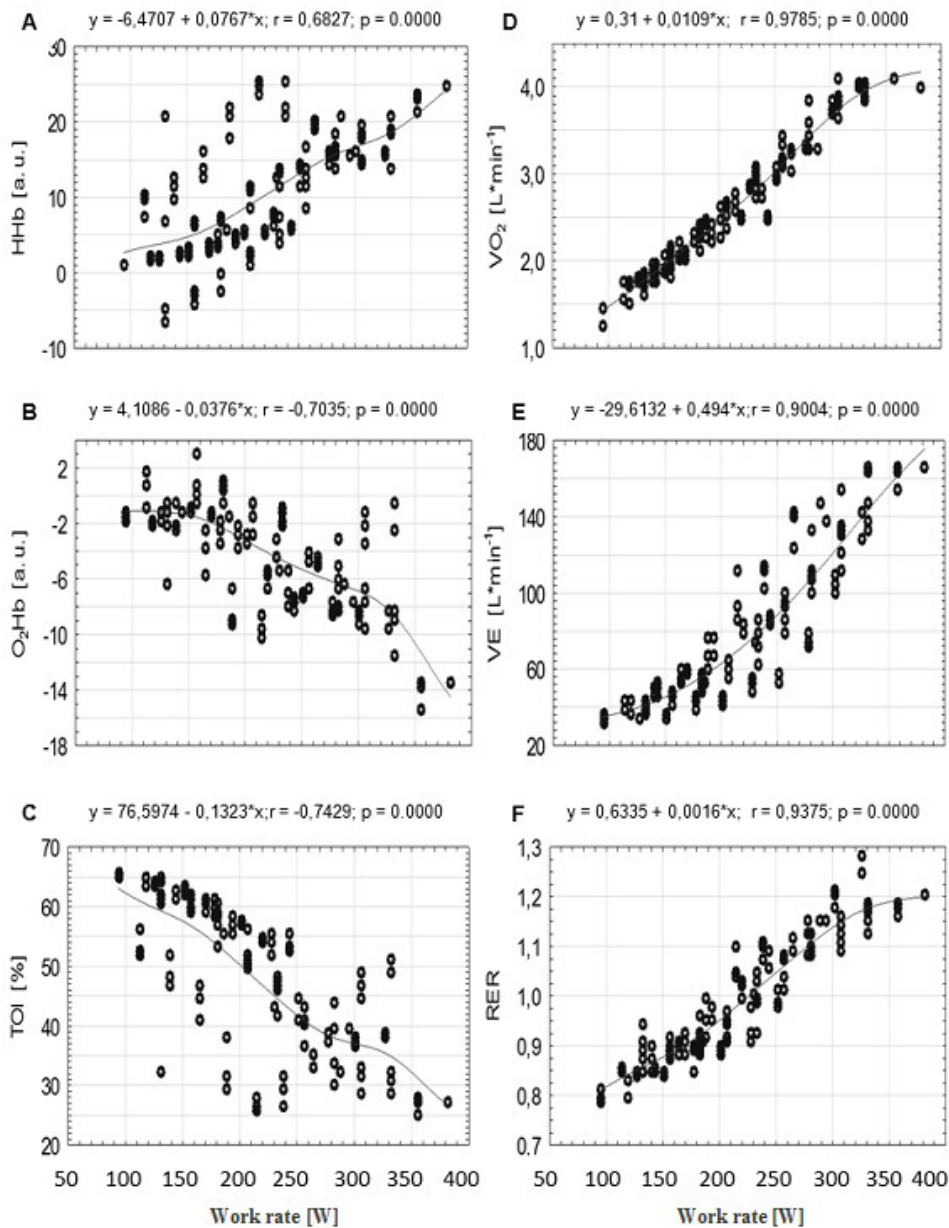 A
y = -6,4707 + 0,0767*x; r = 0,6827; p = 0.0000
30
20
10
0
-10
HHb [a. u.]
D
y = 0,31 + 0,0109*x; r = 0,9785; p = 0.0000
4,0
3,0
2,0
1,0
VO₂ [L*min⁻¹]
B
y = 4,1086 - 0,0376*x; r = -0,7035; p = 0.0000
2
-2
-6
-10
-14
-18
O₂Hb [a. u.]
E
y = -29,6132 + 0,494*x;r = 0,9004; p = 0.0000
180
140
100
60
20
VE [L*min⁻¹]
C
y = 76,5974 - 0,1323*x;r = -0,7429; p = 0.0000
70
60
50
40
30
20
TOI [%]
50 100 150 200 250 300 350 400
Work rate [W]
F
y = 0,6335 + 0,0016*x; r = 0,9375; p = 0.0000
1,3
1,2
1,1
1,0
0,9
0,8
0.7
RER
50 100 150 200 250 300 350 400
Work rate [W]